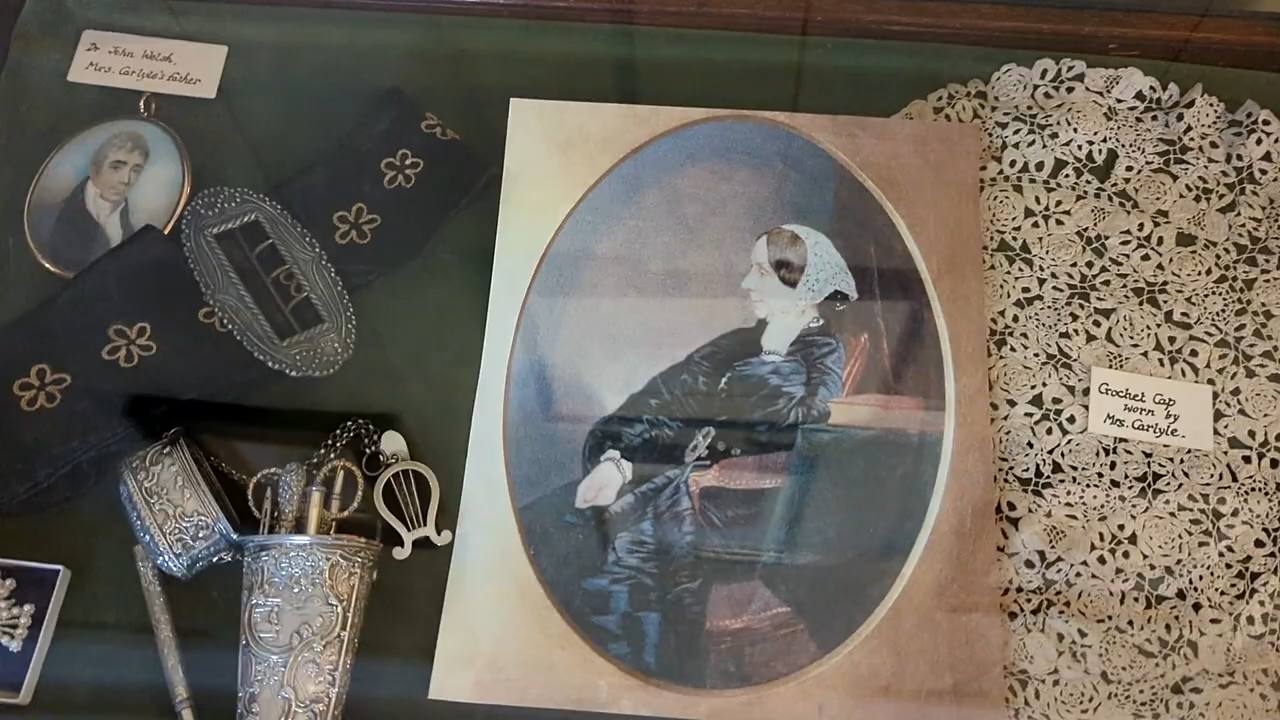 Dr John Welsh,
Mrs. Carlyle's father
Crochet Cap
worn by
Mrs. Carlyle.